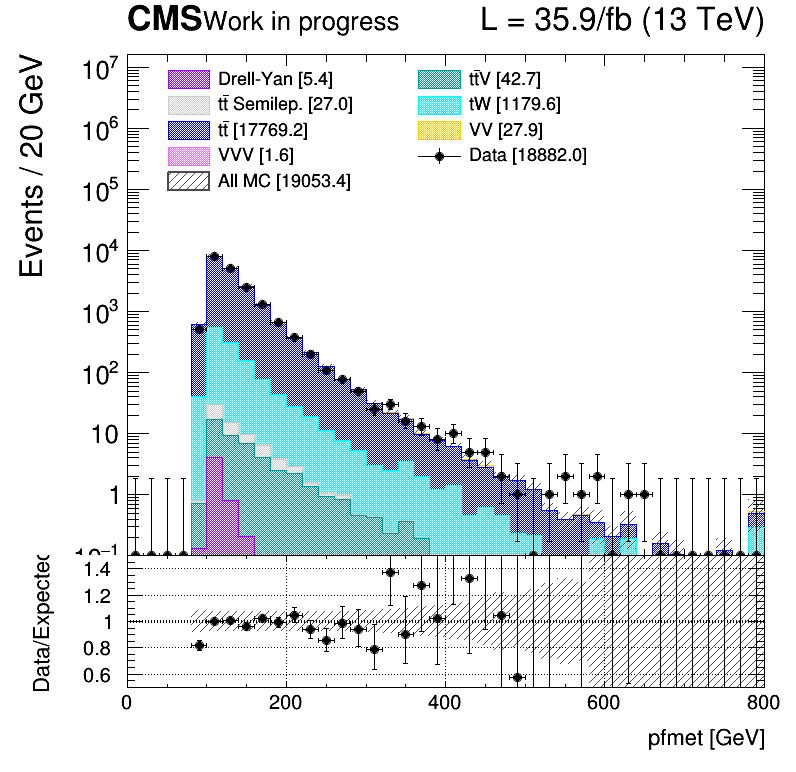 CMS Work in progress L = 35.9/fb (13 TeV)
Events / 20 GeV
Drell-Yan [5.4]
tt̄ Semilep. [27.0]
tt̄ [17769.2]
VVV [1.6]
All MC [19053.4]
tt̄V [42.7]
tW [1179.6]
VV [27.9]
Data [18882.0]
10⁷
10⁶
10⁵
10⁴
10³
10²
10
1
10⁻¹
Data/Expected
1.4
1.2
1
0.8
0.6
0 200 400 600 800
pfmet [GeV]